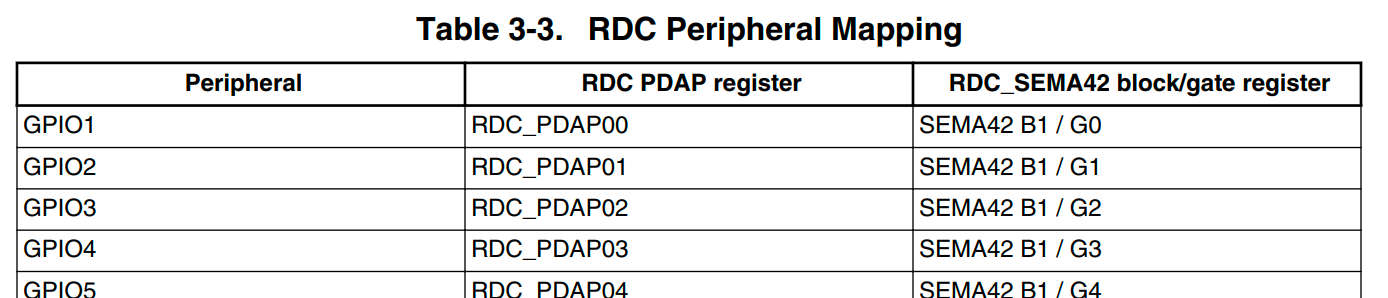 Table 3-3. RDC Peripheral Mapping
Peripheral RDC PDAP register RDC_SEMA42 block/gate register
GPIO1 RDC_PDAP00 SEMA42 B1 / G0
GPIO2 RDC_PDAP01 SEMA42 B1 / G1
GPIO3 RDC_PDAP02 SEMA42 B1 / G2
GPIO4 RDC_PDAP03 SEMA42 B1 / G3
GPIO5 RDC_PDAP04 SEMA42 B1 / G4